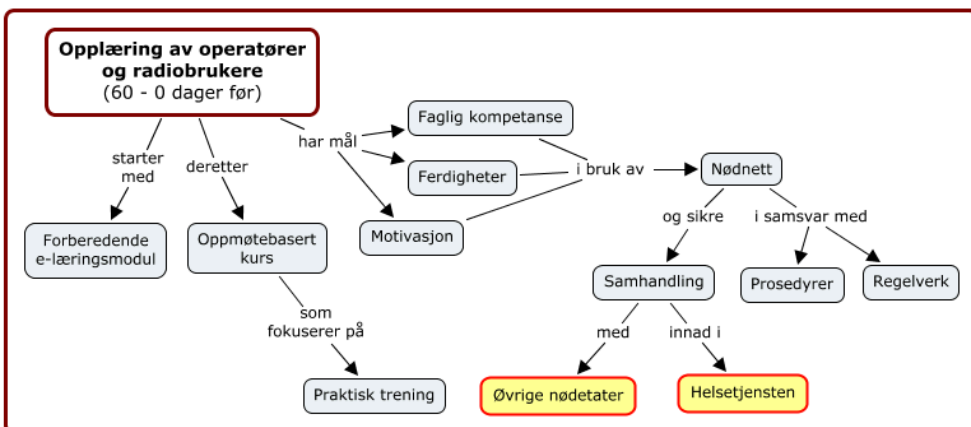 Opplæring av operatører
og radiobrukere
(60 - 0 dager før)
starter
med
deretter
har mål
Faglig kompetanse
Ferdigheter
Motivasjon
i bruk av
Nødnett
og sikre
i samsvar med
Forberedende
e-læringsmodul
Oppmøtebasert
kurs
Samhandling
Prosedyrer
Regelverk
som
fokuserer på
med
innad i
Praktisk trening
Øvrige nødetater
Helsetjensten